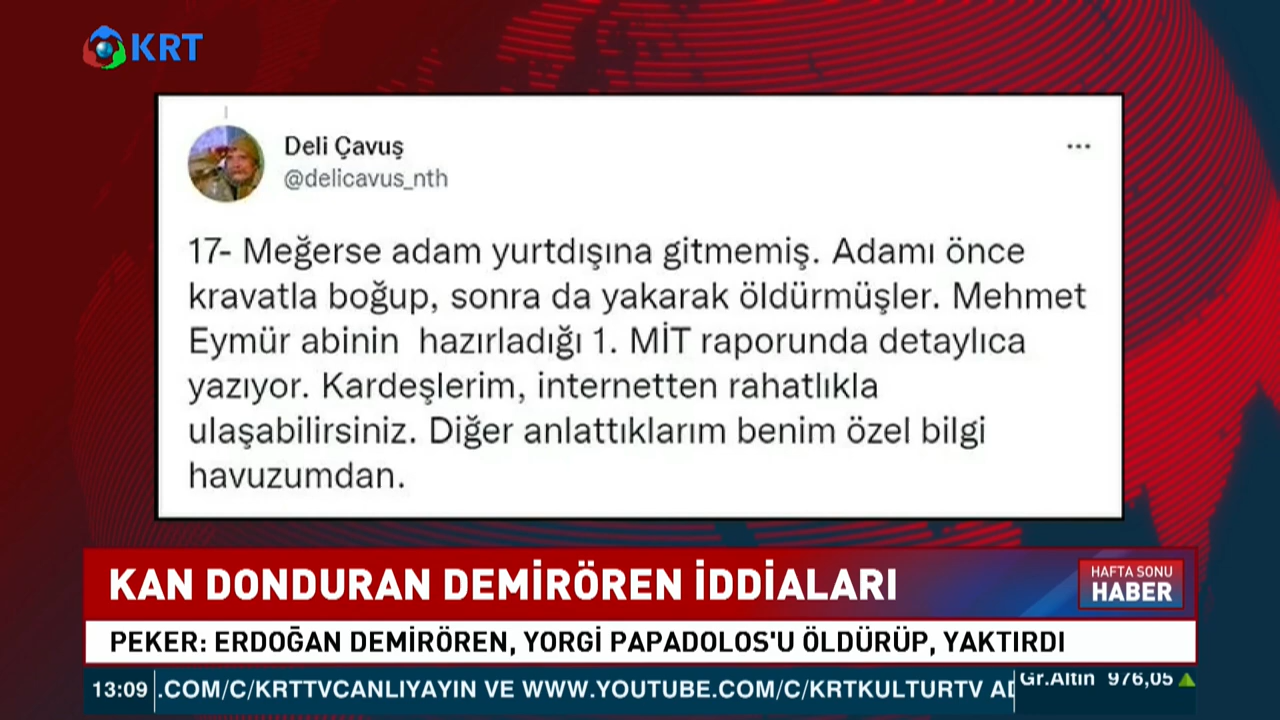 KRT
Deli Çavuş
@delicavus_nth
17- Meğerse adam yurtdışına gitmemiş. Adamı önce
kravatla boğup, sonra da yakarak öldürmüşler. Mehmet
Eymür abinin  hazırladığı 1. MİT raporunda detaylıca
yazıyor. Kardeşlerim, internetten rahatlıkla
ulaşabilirsiniz. Diğer anlattıklarım benim özel bilgi
havuzumdan.
KAN DONDURAN DEMİRÖREN İDDİALARI
HAFTA SONU
HABER
PEKER: ERDOĞAN DEMİRÖREN, YORGİ PAPADOLOS'U ÖLDÜRÜP, YAKTIRDI
13:09
.COM/C/KRTTVCANLIYAYIN VE WWW.YOUTUBE.COM/C/KRTKULTURTV
Gr.Altın 976,05